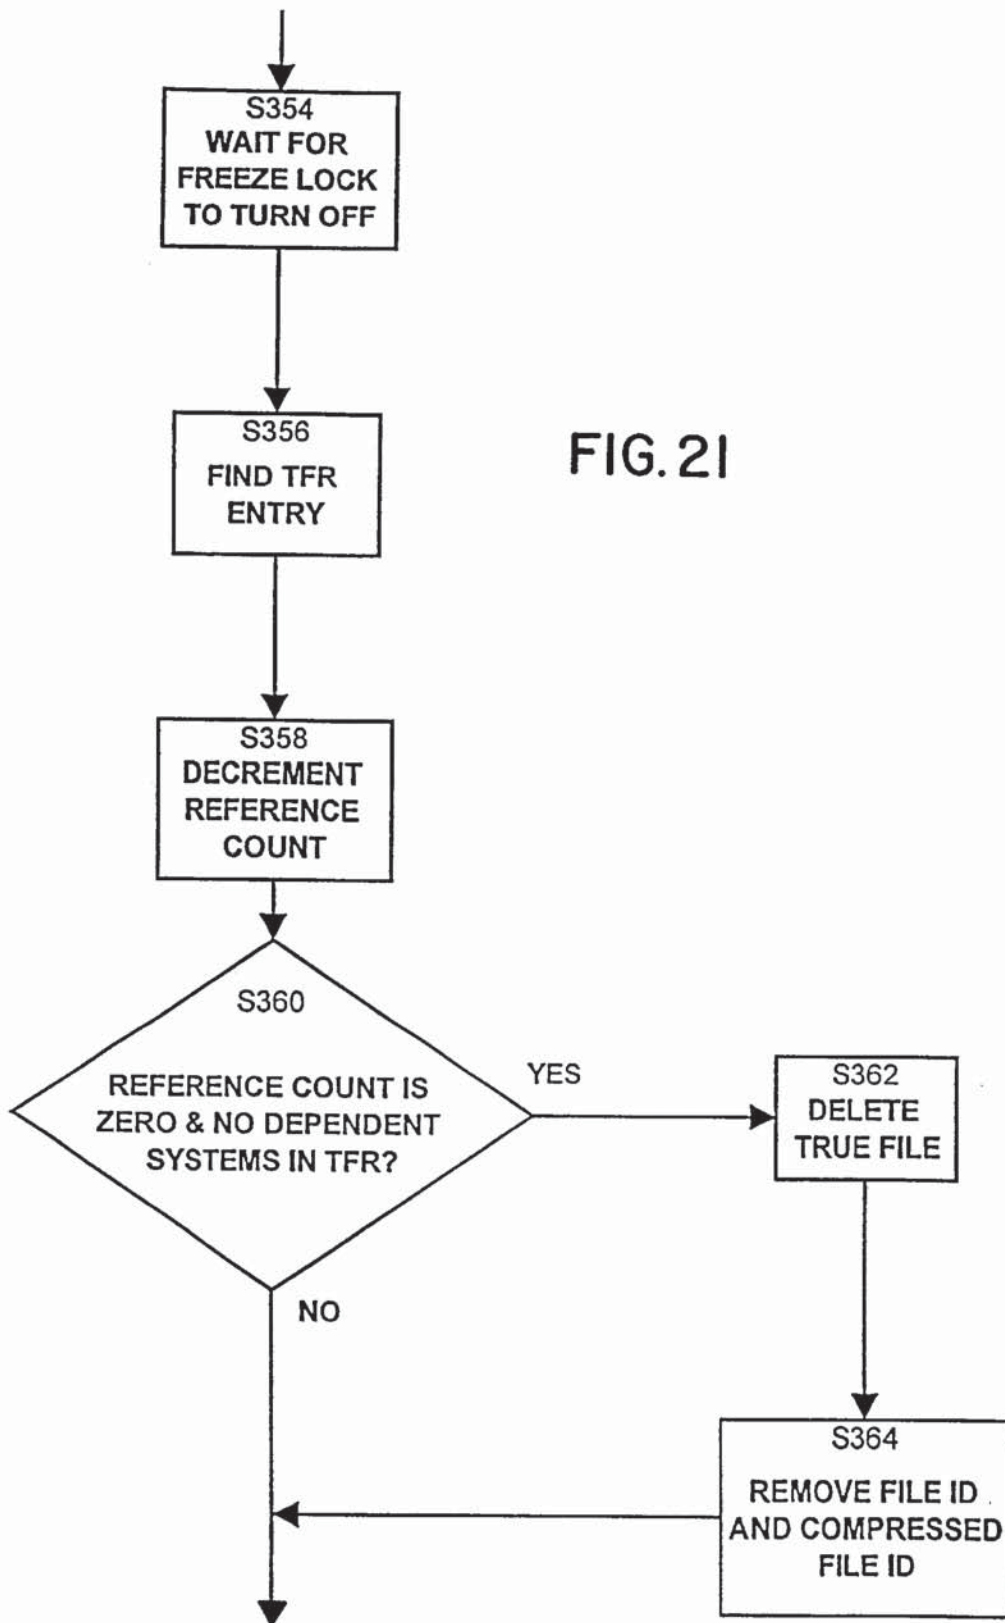 S354
WAIT FOR
FREEZE LOCK
TO TURN OFF
S356
FIND TFR
ENTRY
FIG. 21
S358
DECREMENT
REFERENCE
COUNT
S360
REFERENCE COUNT IS
ZERO & NO DEPENDENT
SYSTEMS IN TFR?
YES
S362
DELETE
TRUE FILE
NO
S364
REMOVE FILE ID
AND COMPRESSED
FILE ID